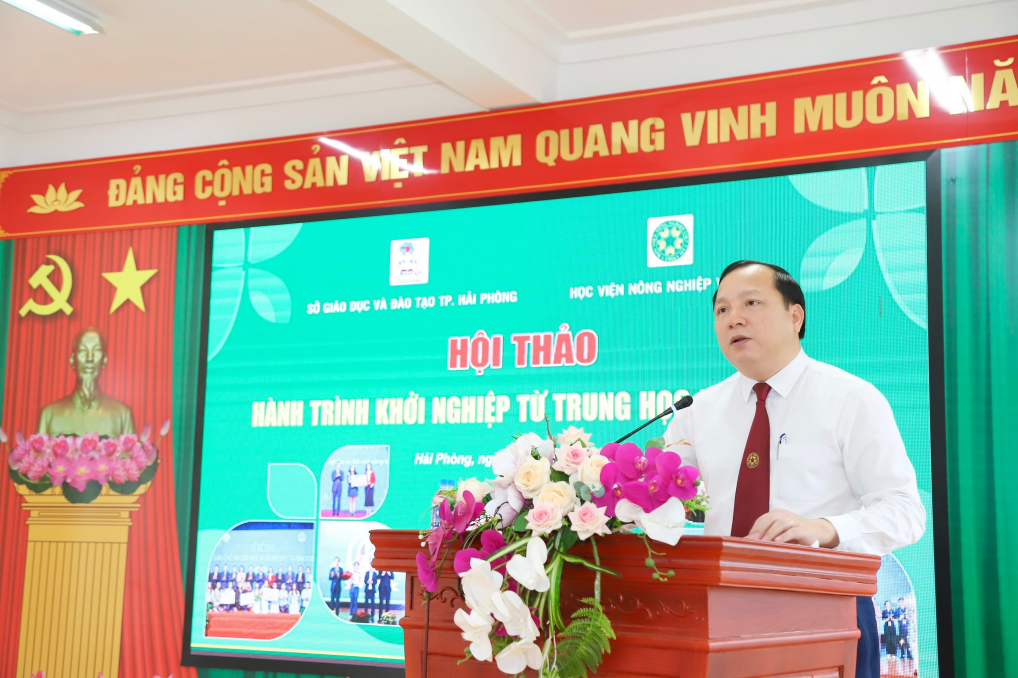 ĐẢNG CỘNG SẢN VIỆT NAM QUANG VINH MUÔN NĂ
SỞ GIÁO DỤC VÀ ĐÀO TẠO TP. HẢI PHÒNG
HỌC VIỆN NÔNG NGHIỆP V
HỘI THẢO
HÀNH TRÌNH KHỞI NGHIỆP TỪ TRUNG HỌC
Hải Phòng, ng